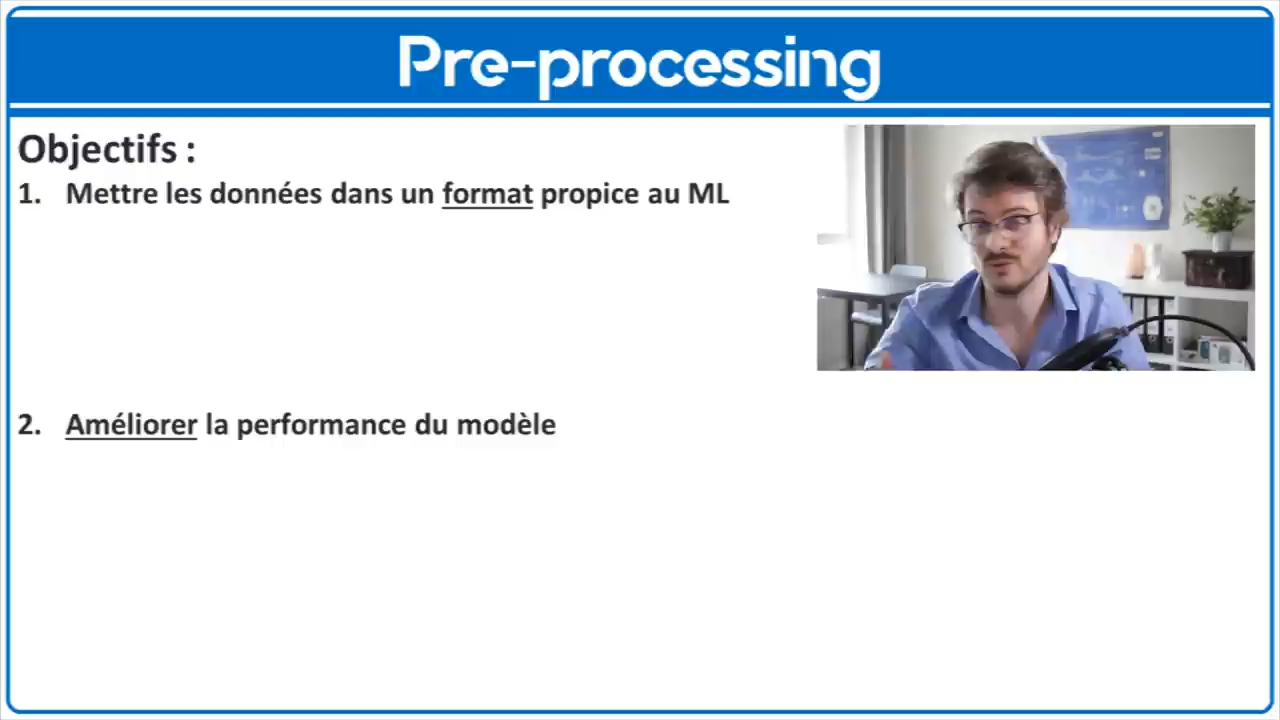 Pre-processing
Objectifs :
1. Mettre les données dans un format propice au ML
2. Améliorer la performance du modèle